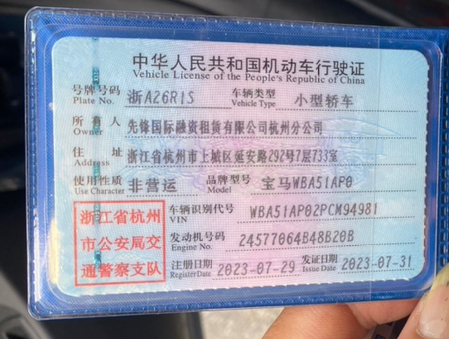 中华人民共和国机动车行驶证
Vehicle License of the People's Republic of China
号牌号码 浙A26R1S 车辆类型 小型轿车
Plate No. Vehicle Type
所有人 先锋国际融资租赁有限公司杭州分公司
Owner
住址 浙江省杭州市上城区延安路292号7层733室
Address
使用性质 非营运 品牌型号 宝马WBA51AP0
Use Character Model
浙江省杭州
市公安局交
通警察支队
车辆识别代号 WBA51AP02PCM94981
VIN
发动机号码 24577064B48B20B
Engine No.
注册日期 2023-07-29 发证日期 2023-07-31
Register Date Issue Date